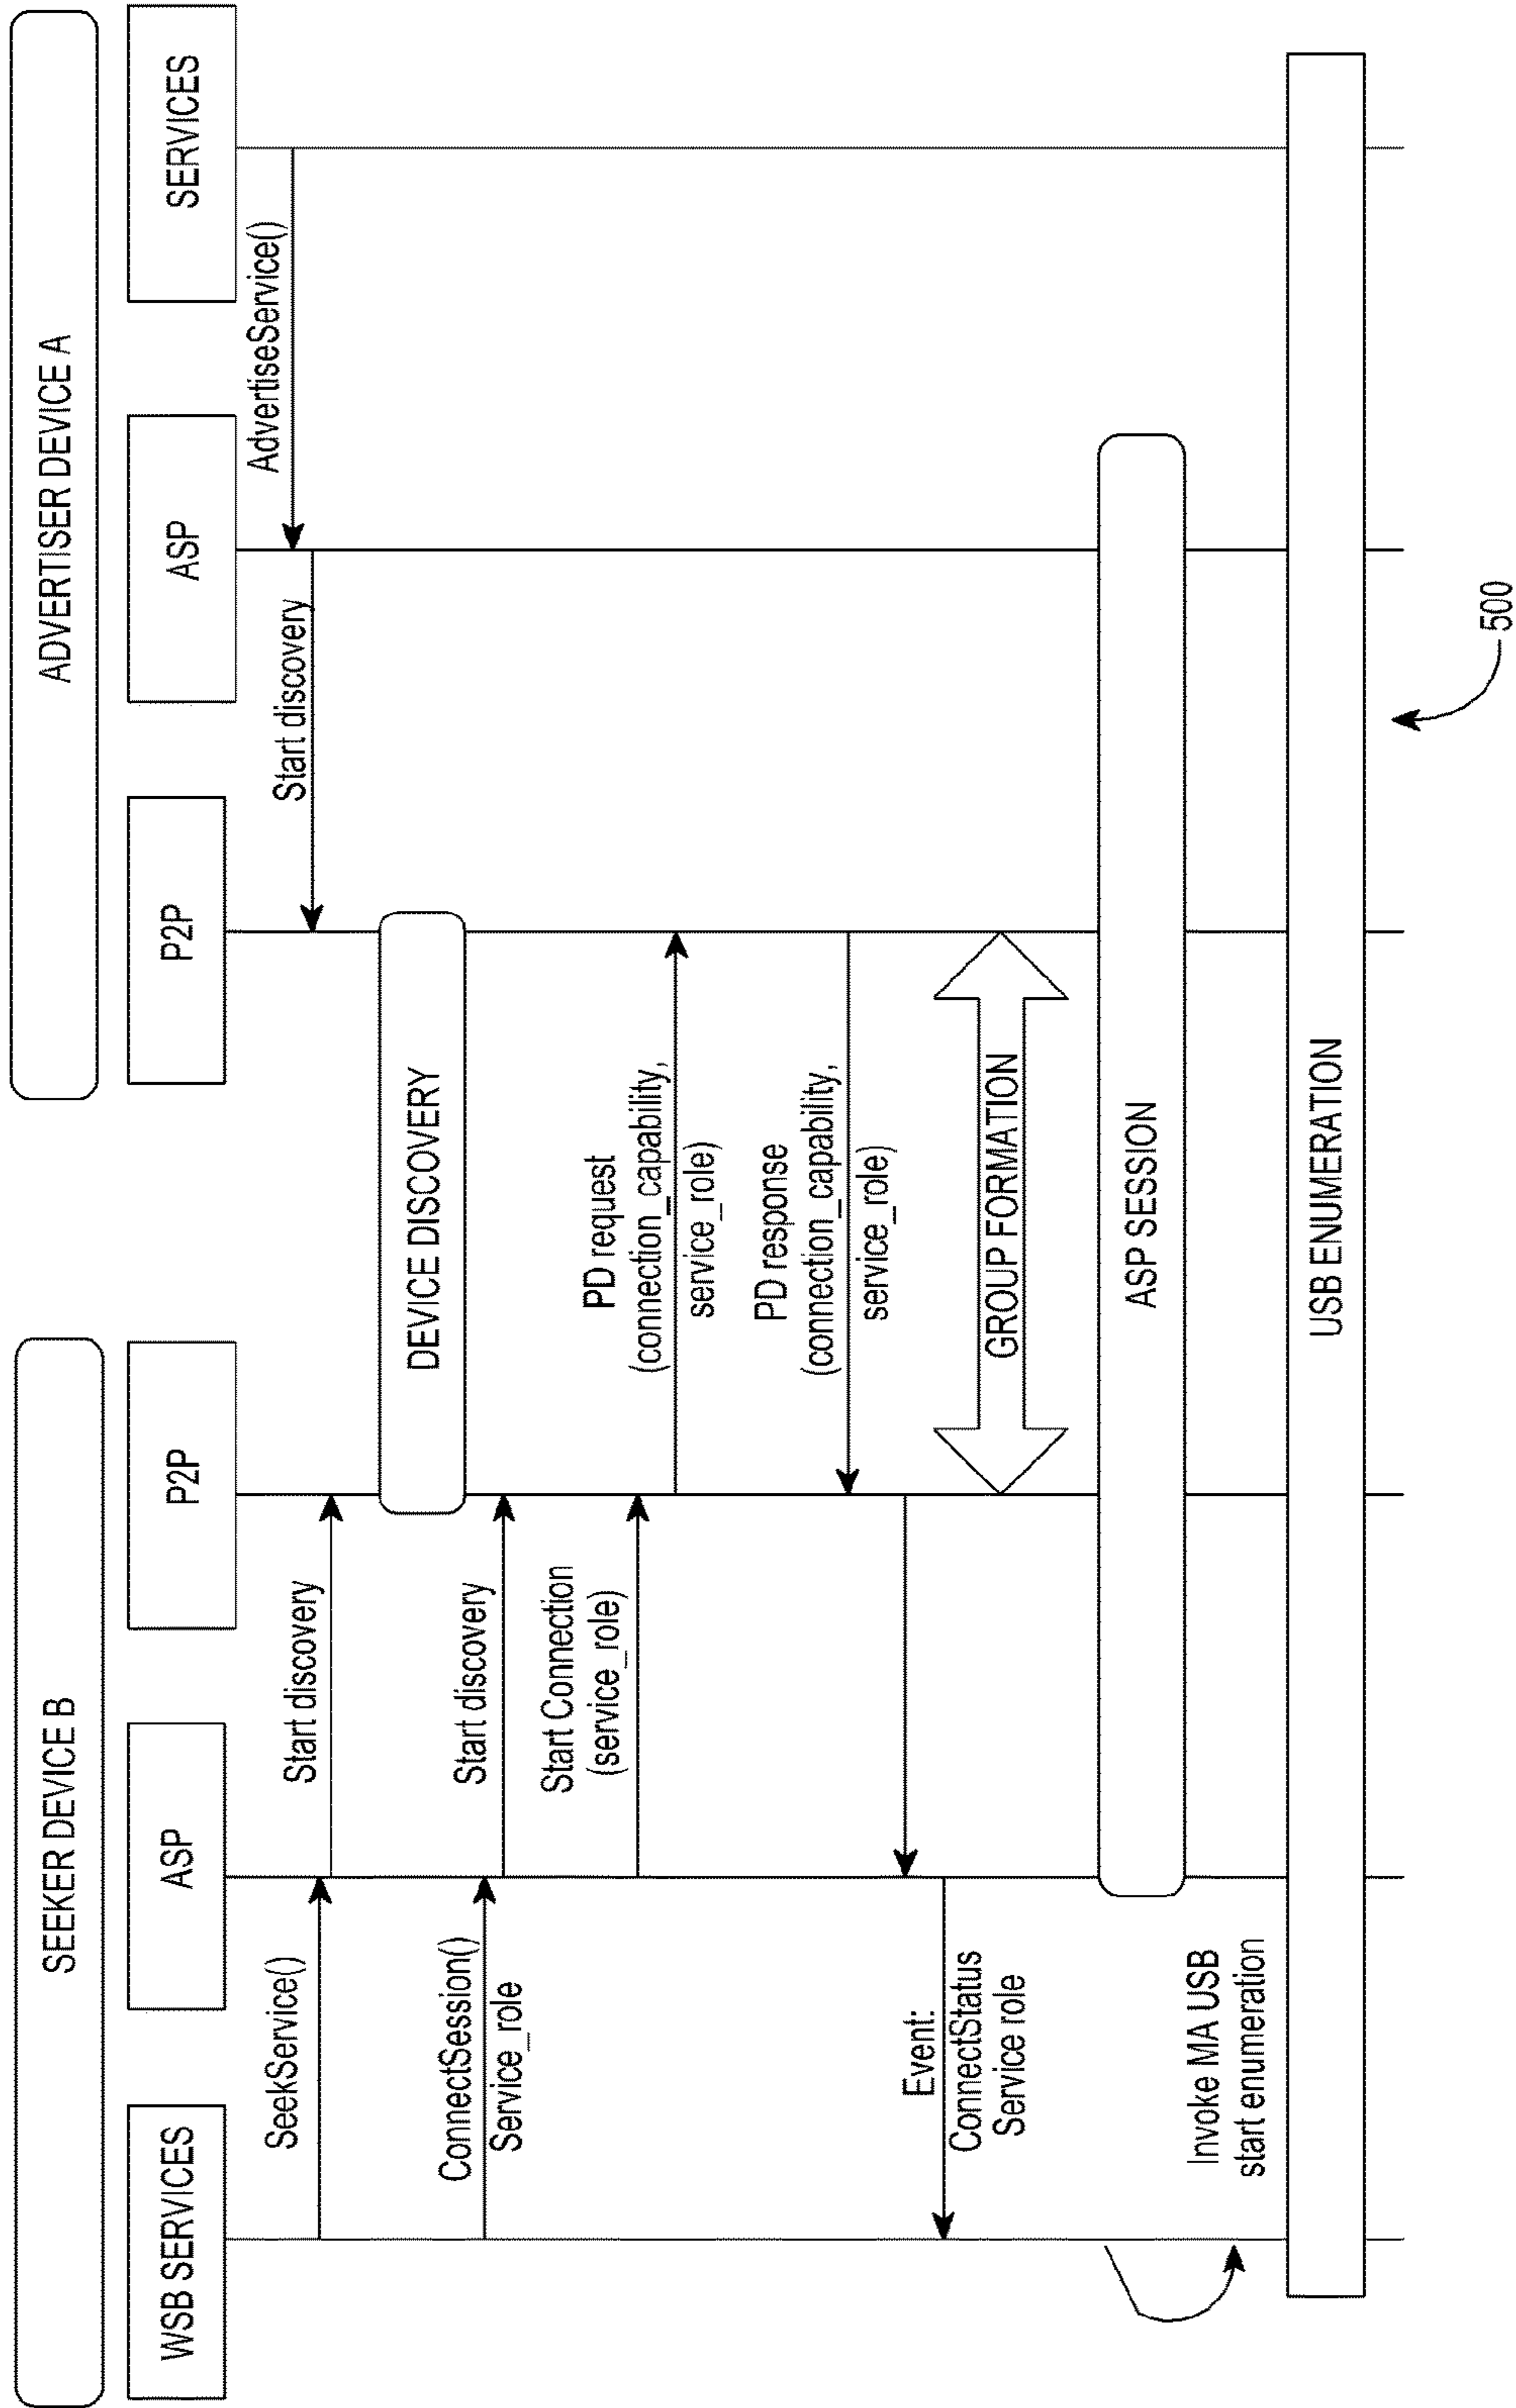 SEEKER DEVICE B
ADVERTISER DEVICE A
WSB SERVICES
ASP
P2P
P2P
ASP
SERVICES
AdvertiseService()
Start discovery
SeekService()
Start discovery
DEVICE DISCOVERY
ConnectSession()
Service_role
Start discovery
Start Connection
(service_role)
PD request
(connection_capability,
service_role)
PD response
(connection_capability,
service_role)
Event:
ConnectStatus
Service role
GROUP FORMATION
ASP SESSION
Invoke MA USB
start enumeration
USB ENUMERATION
500